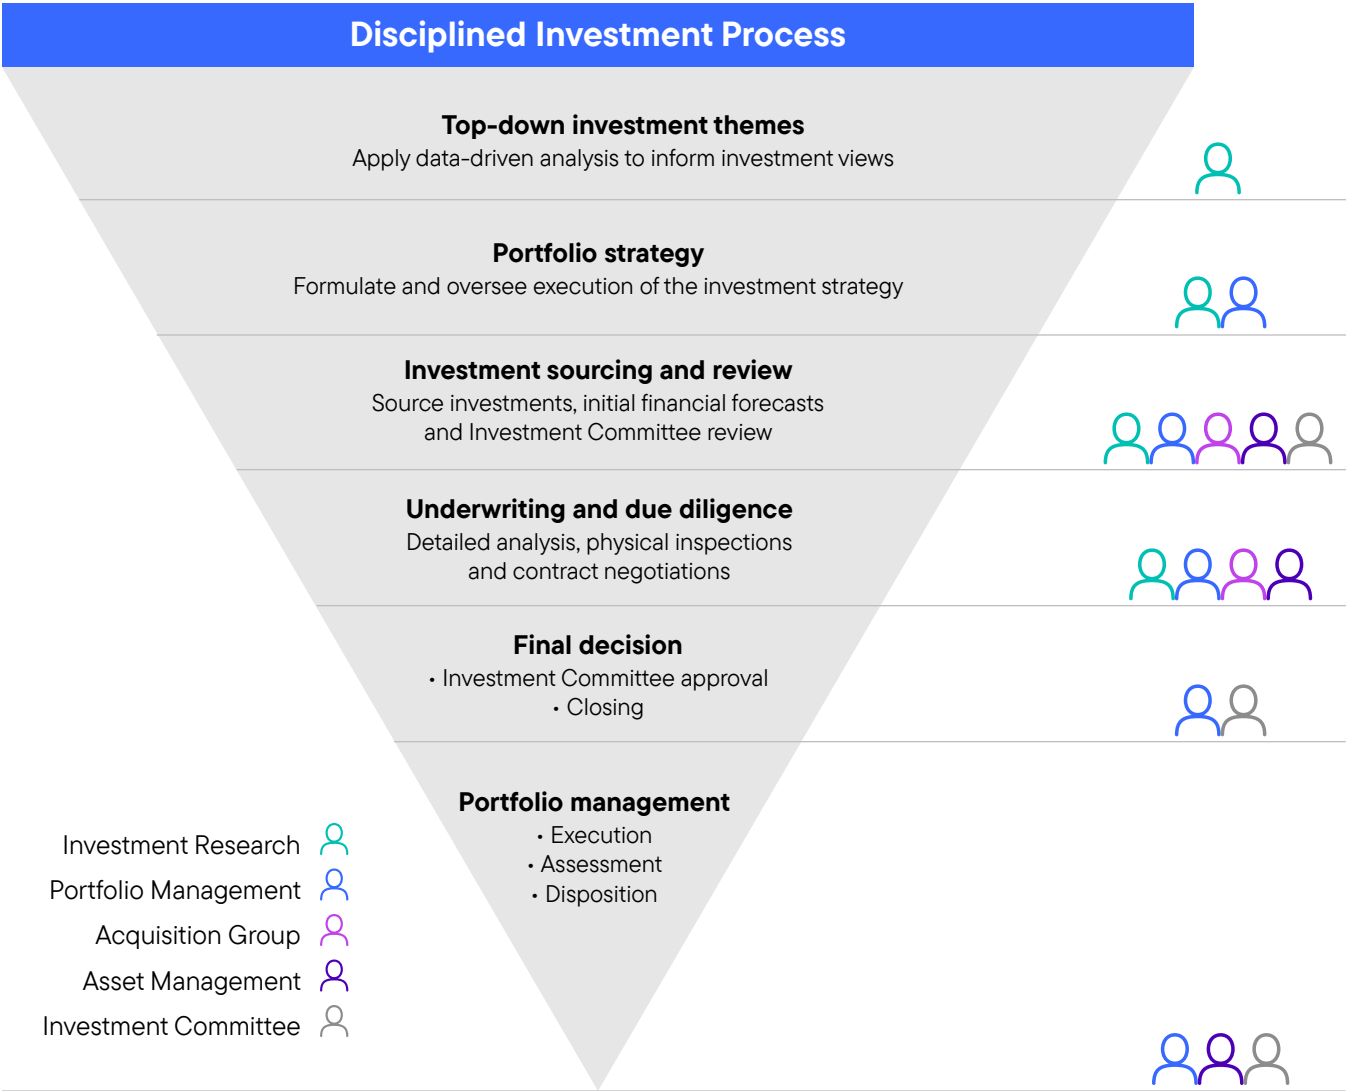 Disciplined Investment Process
Top-down investment themes
Apply data-driven analysis to inform investment views
Portfolio strategy
Formulate and oversee execution of the investment strategy
Investment sourcing and review
Source investments, initial financial forecasts
and Investment Committee review
Underwriting and due diligence
Detailed analysis, physical inspections
and contract negotiations
Final decision
• Investment Committee approval
• Closing
Portfolio management
• Execution
• Assessment
• Disposition
Investment Research
Portfolio Management
Acquisition Group
Asset Management
Investment Committee